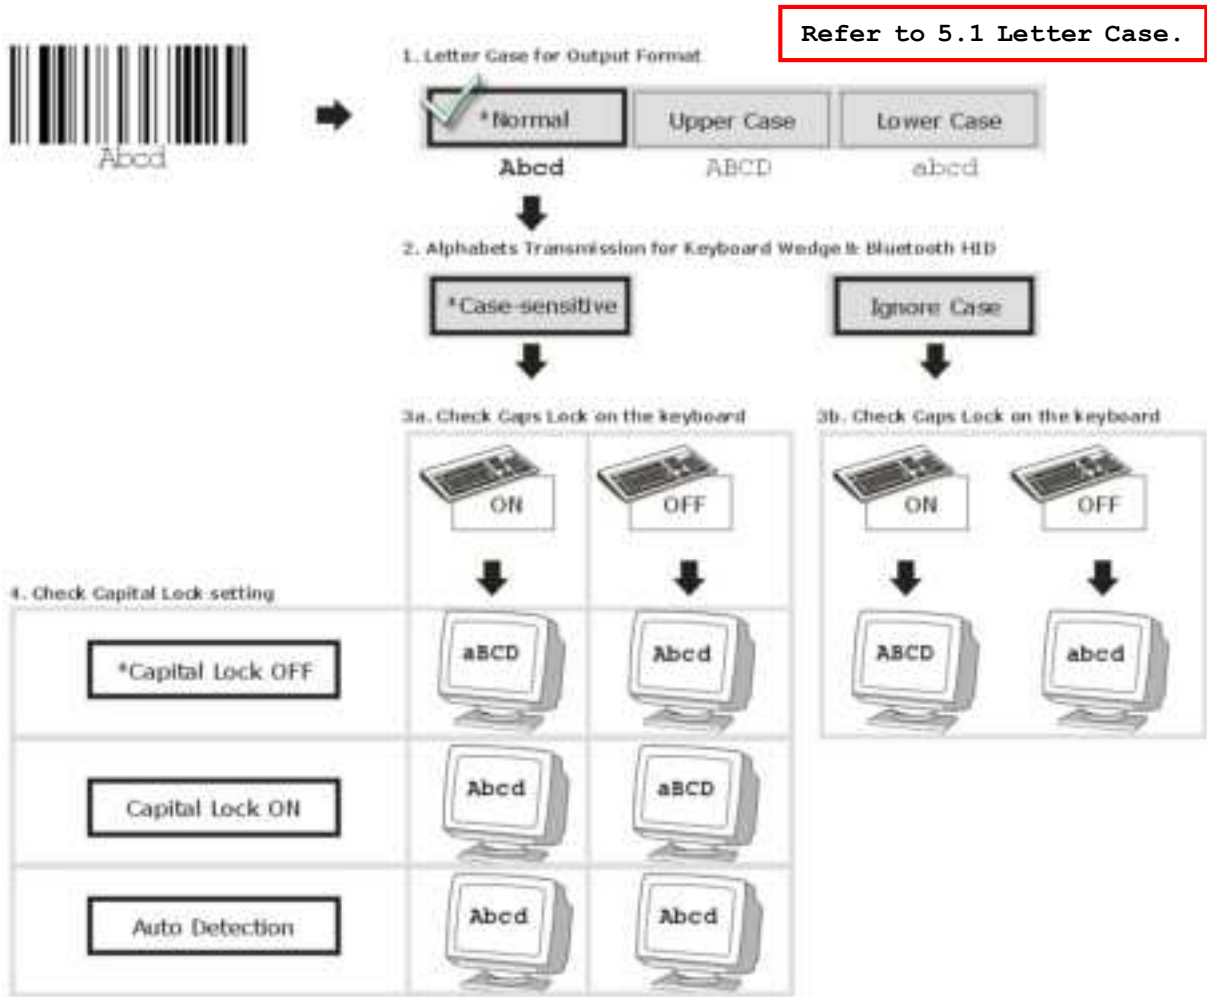 Refer to 5.1 Letter Case.
1. Letter Case for Output Format
*Normal
Upper Case
Lower Case
Abcd
Abcd
ABCD
abcd
2. Alphabets Transmission for Keyboard Wedge & Bluetooth HID
*Case-sensitive
Ignore Case
3a. Check Caps Lock on the keyboard
3b. Check Caps Lock on the keyboard
ON
OFF
ON
OFF
4. Check Capital Lock setting
*Capital Lock OFF
aBCD
Abcd
ABCD
abcd
Capital Lock ON
Abcd
aBCD
Auto Detection
Abcd
Abcd